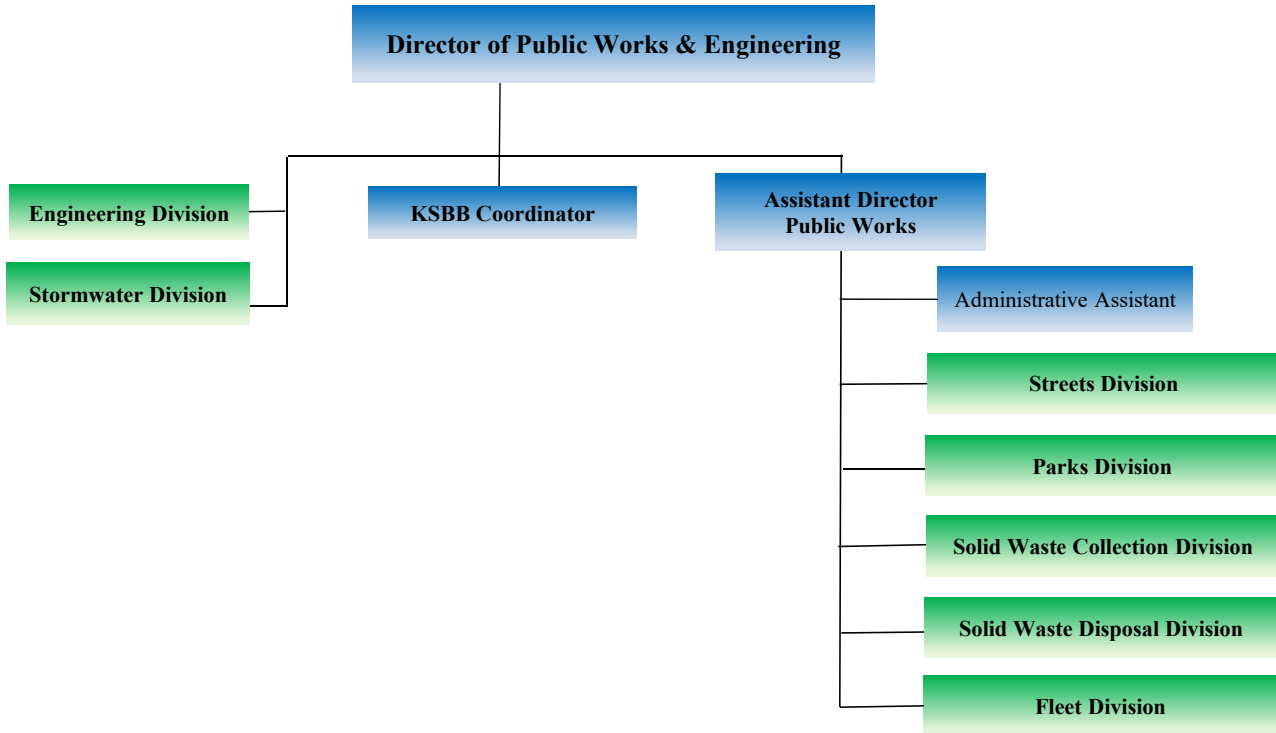 Director of Public Works & Engineering
Engineering Division
KSBB Coordinator
Assistant Director
Public Works
Stormwater Division
Administrative Assistant
Streets Division
Parks Division
Solid Waste Collection Division
Solid Waste Disposal Division
Fleet Division